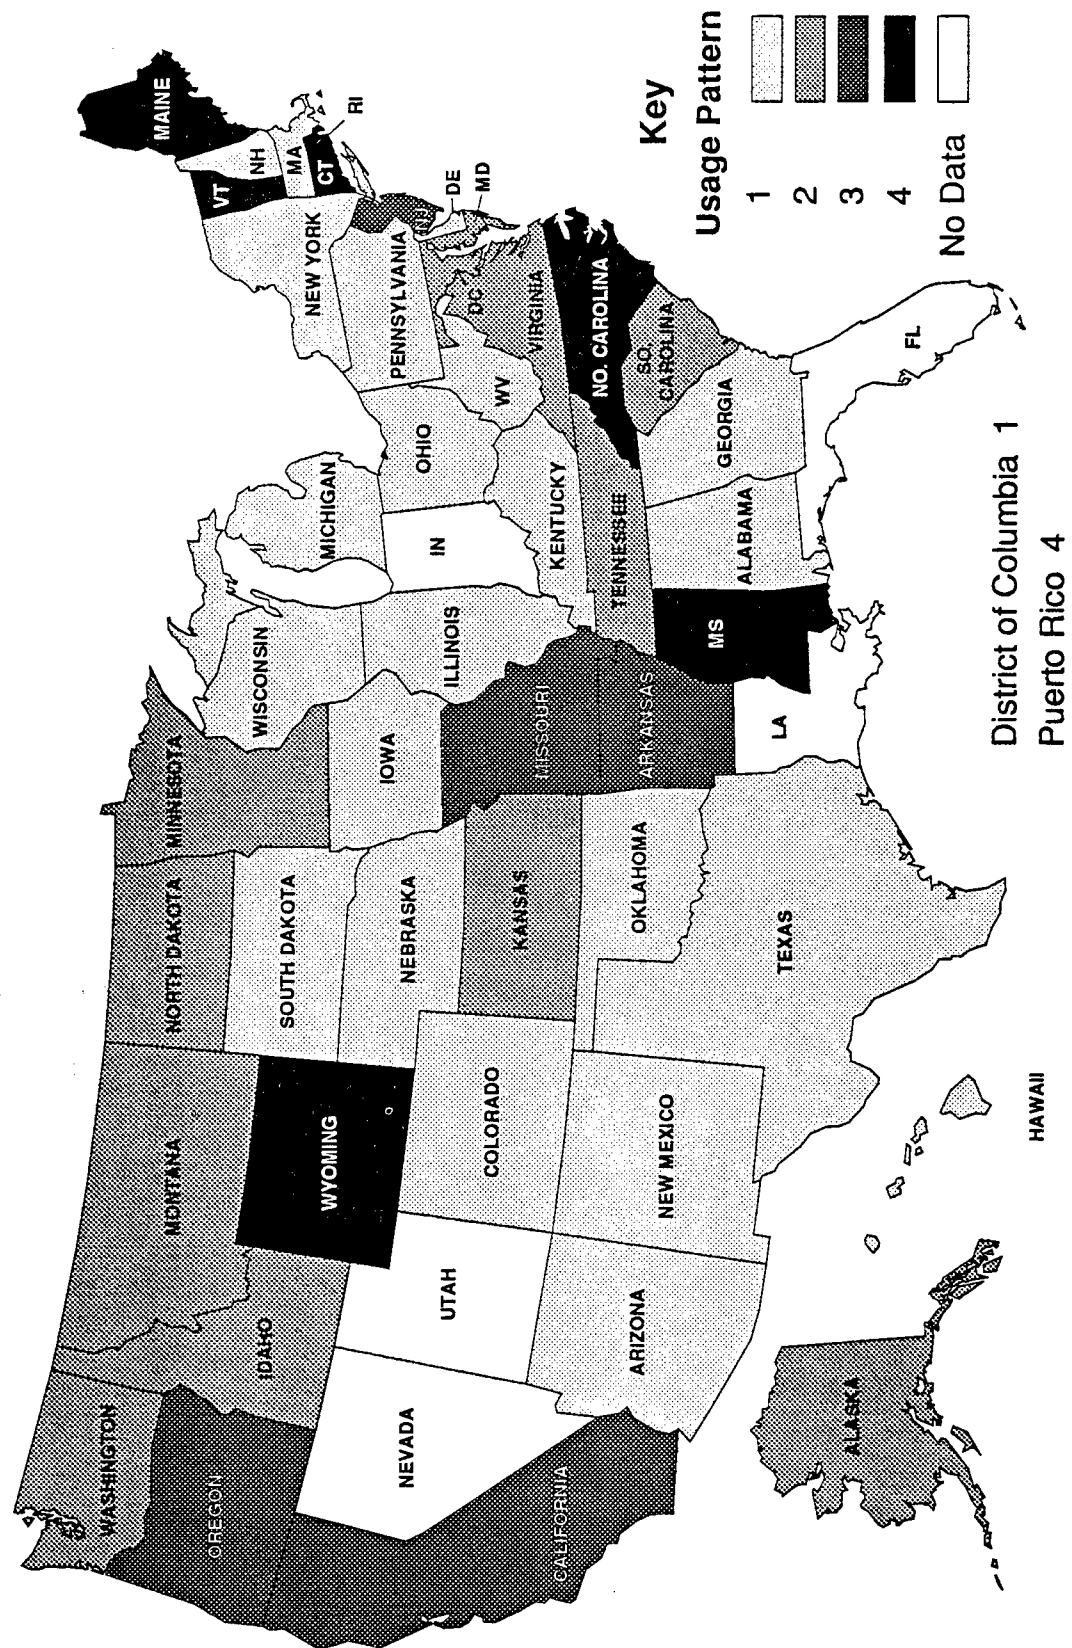 WASHINGTON
MONTANA
NORTH DAKOTA
MINNESOTA
OREGON
IDAHO
WYOMING
SOUTH DAKOTA
WISCONSIN
MICHIGAN
NEW YORK
VT
NH
MAINE
MA
CT
RI
NEVADA
UTAH
COLORADO
NEBRASKA
IOWA
ILLINOIS
IN
OHIO
PENNSYLVANIA
NJ
DE
MD
DC
WV
VIRGINIA
CALIFORNIA
ARIZONA
NEW MEXICO
KANSAS
MISSOURI
KENTUCKY
OKLAHOMA
ARKANSAS
TENNESSEE
NO. CAROLINA
SO.
CAROLINA
TEXAS
LA
MS
ALABAMA
GEORGIA
FL
ALASKA
HAWAII
Key
Usage Pattern
1
2
3
4
No Data
District of Columbia 1
Puerto Rico 4